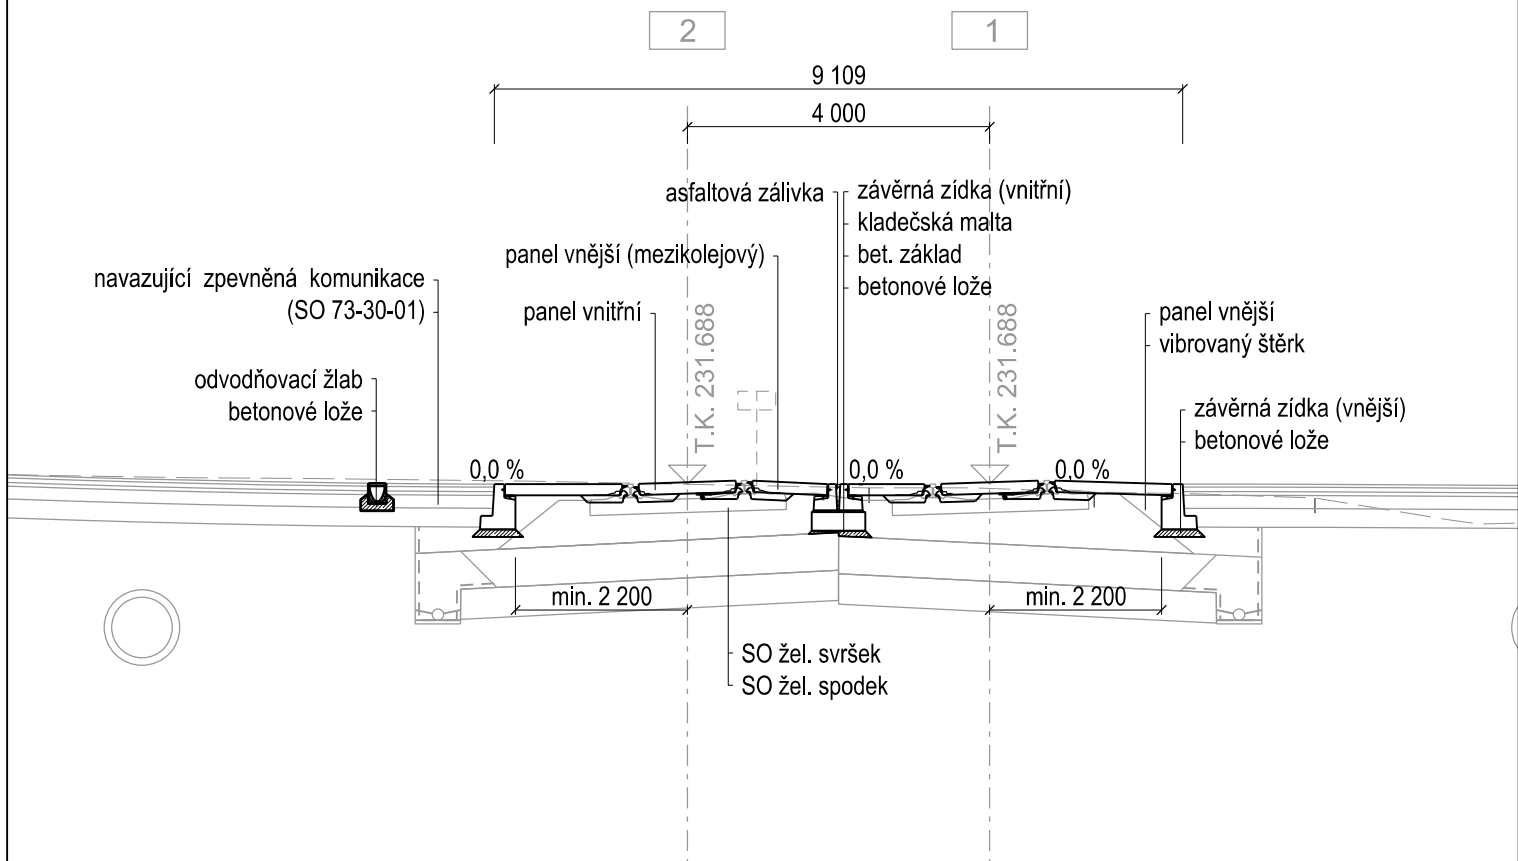 2
1
9 109
4 000
asfaltová zálivka
závěrná zídka (vnitřní)
kladečská malta
bet. základ
betonové lože
panel vnější (mezikolejový)
navazující zpevněná komunikace
(SO 73-30-01)
panel vnitřní
T.K. 231.688
T.K. 231.688
panel vnější
vibrovaný štěrk
odvodňovací žlab
betonové lože
závěrná zídka (vnější)
betonové lože
0,0 %
0,0 %
0,0 %
min. 2 200
min. 2 200
SO žel. svršek
SO žel. spodek